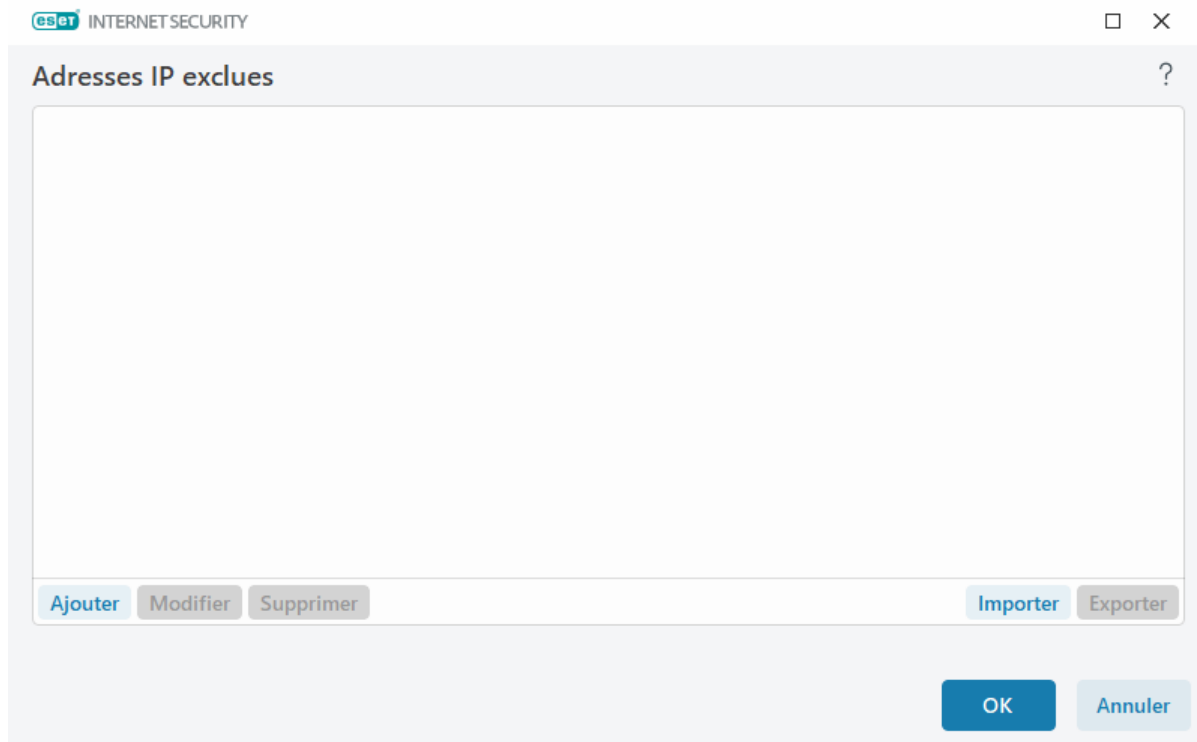 eset INTERNET SECURITY
Adresses IP exclues
?
Ajouter Modifier Supprimer Importer Exporter
OK Annuler